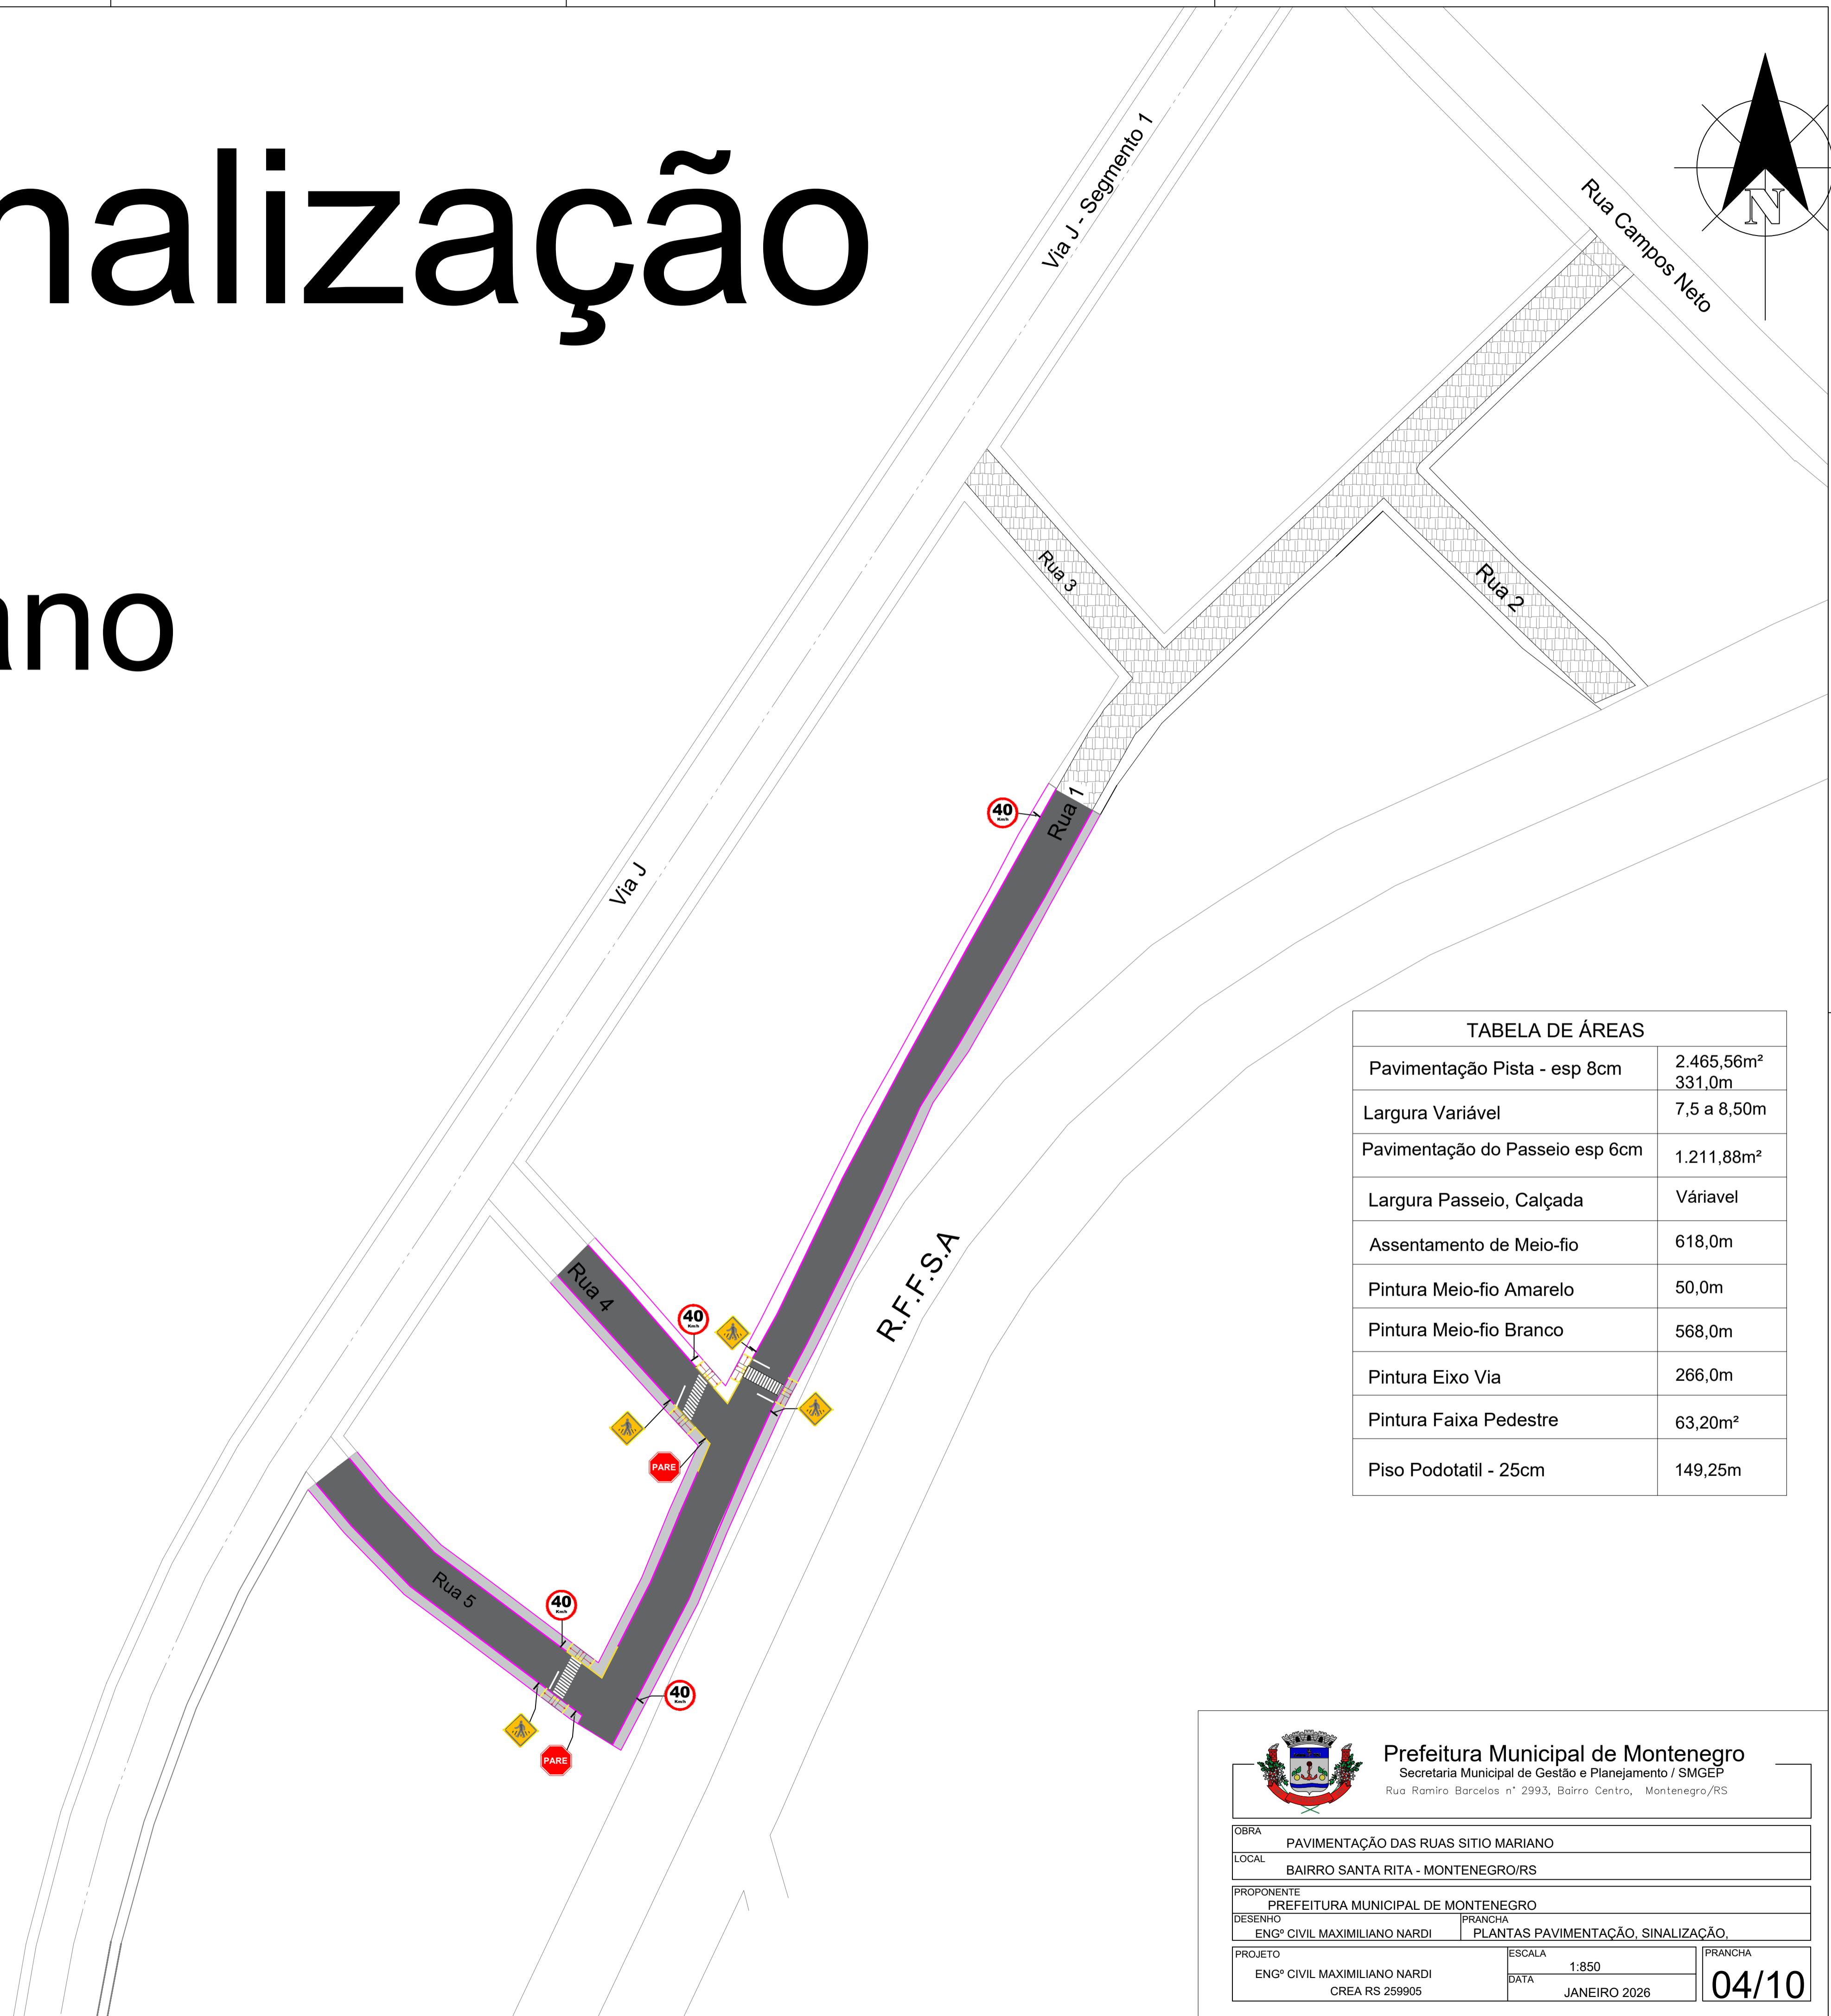 nalização
ano
Via J - Segmento 1
Rua Campos Neto
N
Rua 3
Rua 2
40
Km/h
Rua 1
Via J
R.F.F.S.A
Rua 4
40
Km/h
PARE
Rua 5
40
Km/h
40
Km/h
PARE
TABELA DE ÁREAS
Pavimentação Pista - esp 8cm 2.465,56m²
331,0m
Largura Variável 7,5 a 8,50m
Pavimentação do Passeio esp 6cm 1.211,88m²
Largura Passeio, Calçada Váriavel
Assentamento de Meio-fio 618,0m
Pintura Meio-fio Amarelo 50,0m
Pintura Meio-fio Branco 568,0m
Pintura Eixo Via 266,0m
Pintura Faixa Pedestre 63,20m²
Piso Podotatil - 25cm 149,25m
Prefeitura Municipal de Montenegro
Secretaria Municipal de Gestão e Planejamento / SMGEP
Rua Ramiro Barcelos n° 2993, Bairro Centro, Montenegro/RS
OBRA
PAVIMENTAÇÃO DAS RUAS SITIO MARIANO
LOCAL
BAIRRO SANTA RITA - MONTENEGRO/RS
PROPONENTE
PREFEITURA MUNICIPAL DE MONTENEGRO
DESENHO
ENGº CIVIL MAXIMILIANO NARDI
PRANCHA
PLANTAS PAVIMENTAÇÃO, SINALIZAÇÃO,
PROJETO
ENGº CIVIL MAXIMILIANO NARDI
CREA RS 259905
ESCALA
1:850
DATA
JANEIRO 2026
PRANCHA
04/10